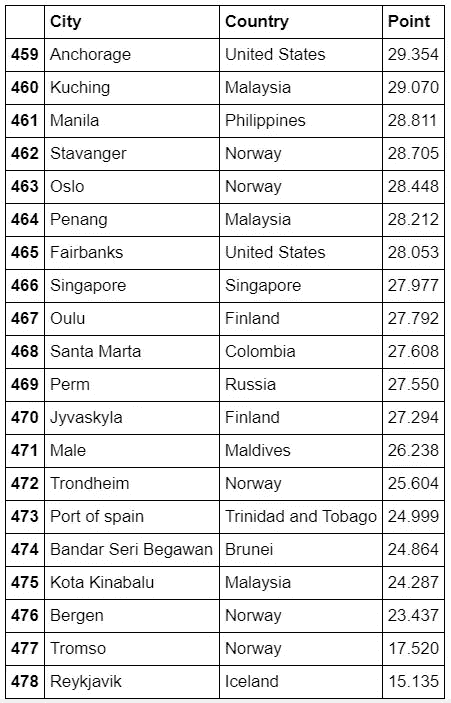 City Country Point
459 Anchorage United States 29.354
460 Kuching Malaysia 29.070
461 Manila Philippines 28.811
462 Stavanger Norway 28.705
463 Oslo Norway 28.448
464 Penang Malaysia 28.212
465 Fairbanks United States 28.053
466 Singapore Singapore 27.977
467 Oulu Finland 27.792
468 Santa Marta Colombia 27.608
469 Perm Russia 27.550
470 Jyvaskyla Finland 27.294
471 Male Maldives 26.238
472 Trondheim Norway 25.604
473 Port of spain Trinidad and Tobago 24.999
474 Bandar Seri Begawan Brunei 24.864
475 Kota Kinabalu Malaysia 24.287
476 Bergen Norway 23.437
477 Tromso Norway 17.520
478 Reykjavik Iceland 15.135